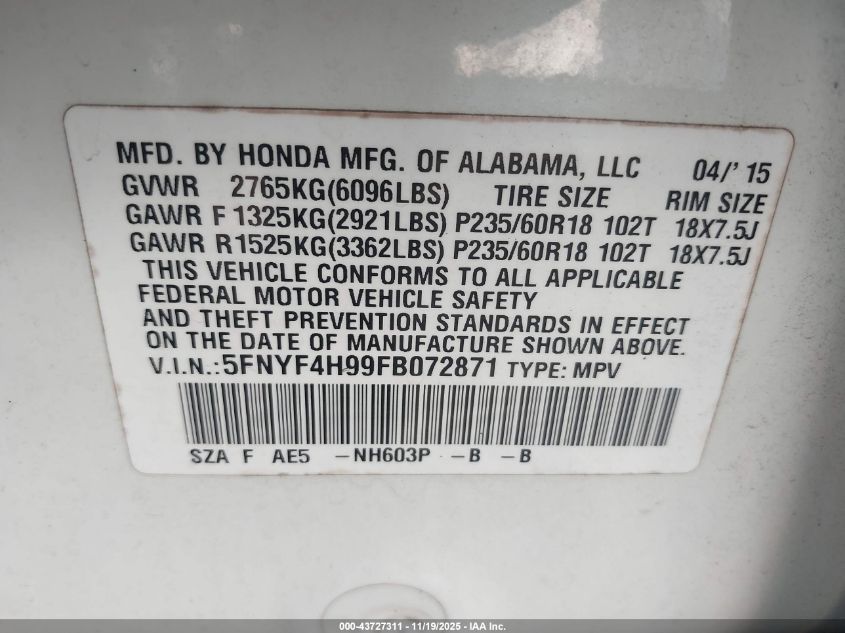 MFD. BY HONDA MFG. OF ALABAMA, LLC 04/' 15
GVWR 2765KG(6096LBS) TIRE SIZE RIM SIZE
GAWR F 1325KG(2921LBS) P235/60R18 102T 18X7.5J
GAWR R1525KG(3362LBS) P235/60R18 102T 18X7.5J
THIS VEHICLE CONFORMS TO ALL APPLICABLE
FEDERAL MOTOR VEHICLE SAFETY
AND THEFT PREVENTION STANDARDS IN EFFECT
ON THE DATE OF MANUFACTURE SHOWN ABOVE.
V.I.N.:5FNYF4H99FB072871 TYPE: MPV
SZA F AE5 -NH603P -B -B
000-43727311 - 11/19/2025 - IAA Inc.